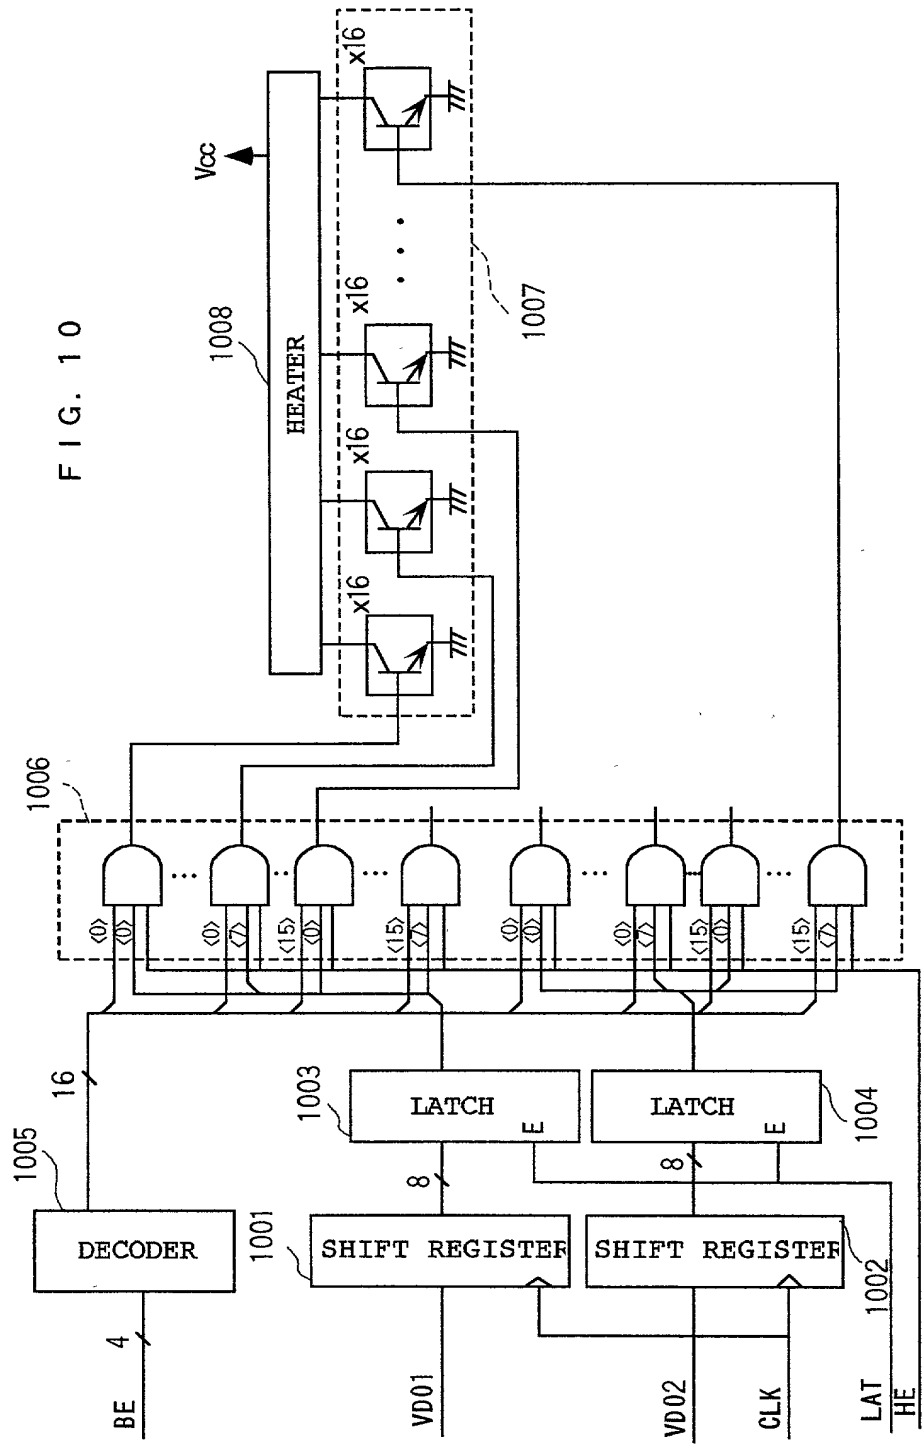 FIG. 10
1008
HEATER
Vcc
x16
x16
x16
x16
1007
1006
<0>
<0>
<0>
<7>
<15>
<0>
<15>
<7>
<0>
<0>
<0>
<7>
<15>
<0>
<15>
<7>
16
1005
DECODER
4
BE
1003
LATCH
E
LATCH
E
1004
8
8
1001
SHIFT REGISTER
SHIFT REGISTER
1002
VD01
VD02
CLK
LAT
HE